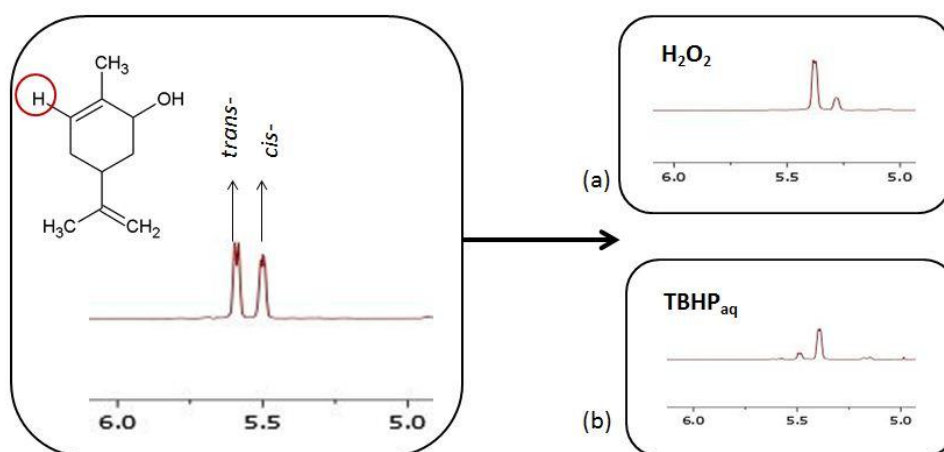 CH₃
H
OH
trans-
cis-
H₃C
CH₂
6.0 5.5 5.0
H₂O₂
6.0 5.5 5.0
(a)
TBHPaq
6.0 5.5 5.0
(b)